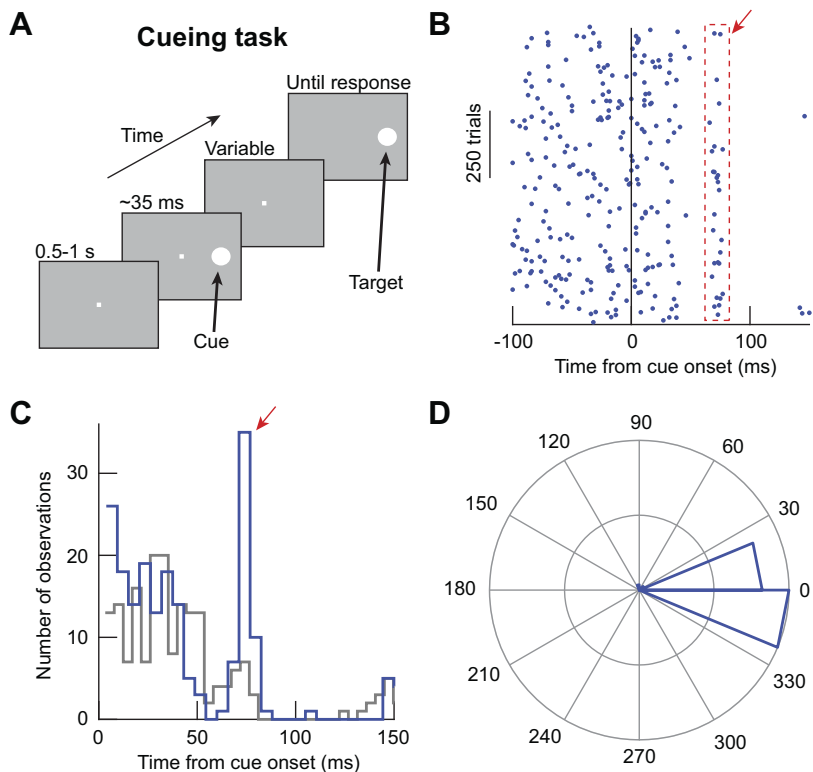 A
Cueing task
Until response
Time
Variable
~35 ms
0.5-1 s
Target
Cue
B
250 trials
-100
0
100
Time from cue onset (ms)
C
Number of observations
30
20
10
0
0
50
100
150
Time from cue onset (ms)
D
90
120
60
150
30
180
0
210
330
240
300
270